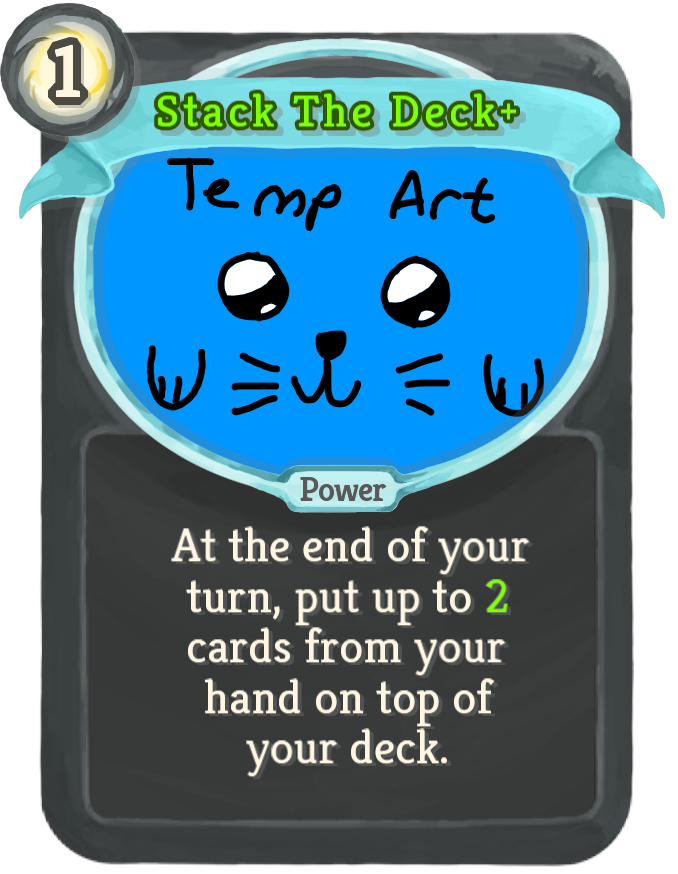 1
Stack The Deck+
Temp Art
Power
At the end of your
turn, put up to 2
cards from your
hand on top of
your deck.